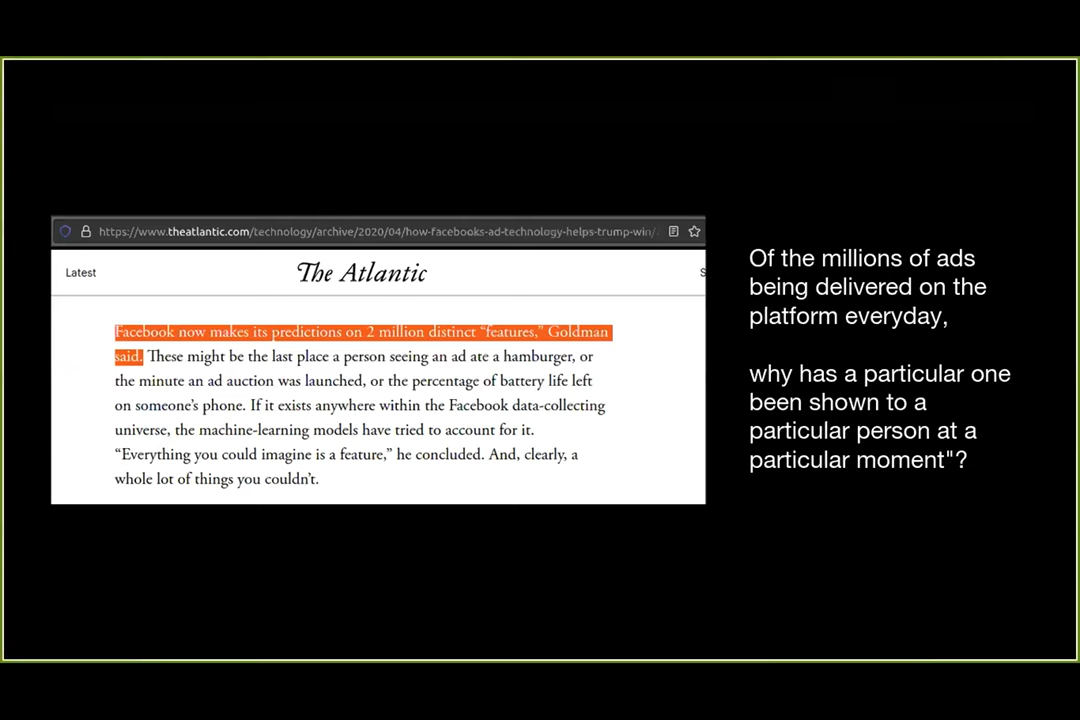 https://www.theatlantic.com/technology/archive/2020/04/how-facebooks-ad-technology-helps-trump-win/
Latest
The Atlantic
S
Facebook now makes its predictions on 2 million distinct “features,” Goldman
said. These might be the last place a person seeing an ad ate a hamburger, or
the minute an ad auction was launched, or the percentage of battery life left
on someone’s phone. If it exists anywhere within the Facebook data-collecting
universe, the machine-learning models have tried to account for it.
“Everything you could imagine is a feature,” he concluded. And, clearly, a
whole lot of things you couldn’t.
Of the millions of ads
being delivered on the
platform everyday,
why has a particular one
been shown to a
particular person at a
particular moment"?